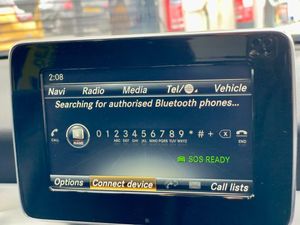 2:08
Navi Radio Media Tel/ Vehicle
Searching for authorised Bluetooth phones...
1 2 3 4 5 6 7 8 9 0 * # +
ABC DEF GHI JKL MNO PQRS TUV WXYZ
CALL NAME END
SOS READY
Options Connect device Call lists